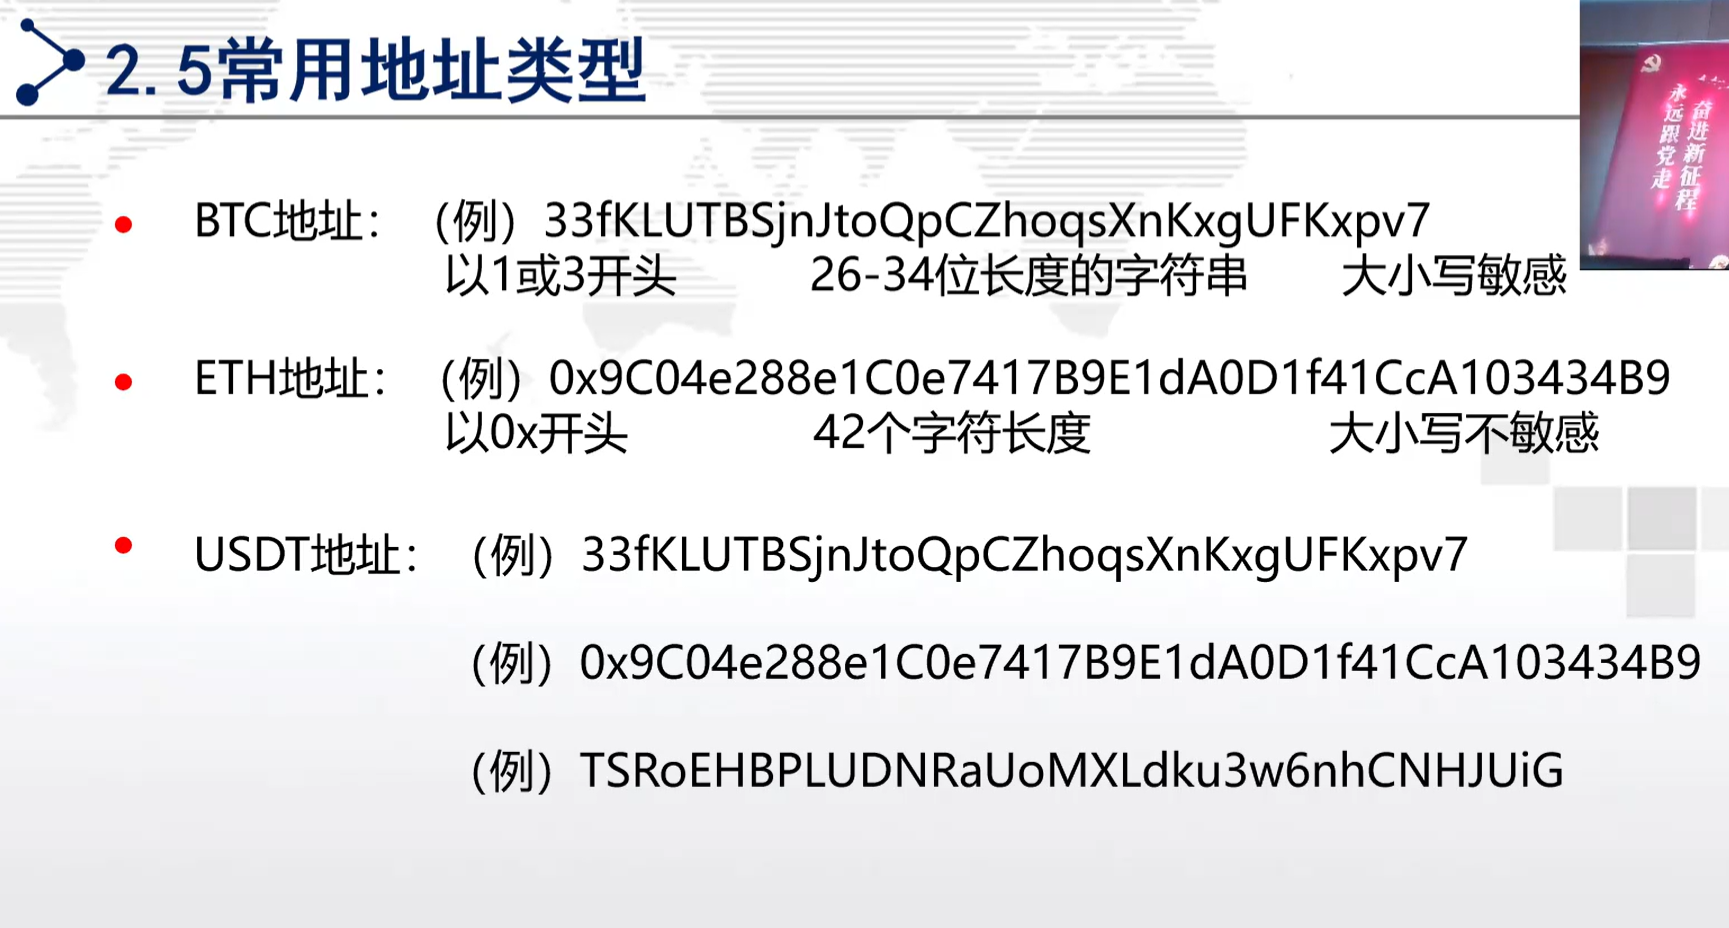 2.5常用地址类型
永远跟党走
奋进新征程
BTC地址：（例）33fKLUTBSjnJtoQpCZhoqsXnKxgUFKxpv7
以1或3开头 26-34位长度的字符串 大小写敏感
ETH地址：（例）0x9C04e288e1C0e7417B9E1dA0D1f41CcA103434B9
以0x开头 42个字符长度 大小写不敏感
USDT地址：（例）33fKLUTBSjnJtoQpCZhoqsXnKxgUFKxpv7
（例）0x9C04e288e1C0e7417B9E1dA0D1f41CcA103434B9
（例）TSRoEHBPLUDNRaUoMXLdku3w6nhCNHJUiG